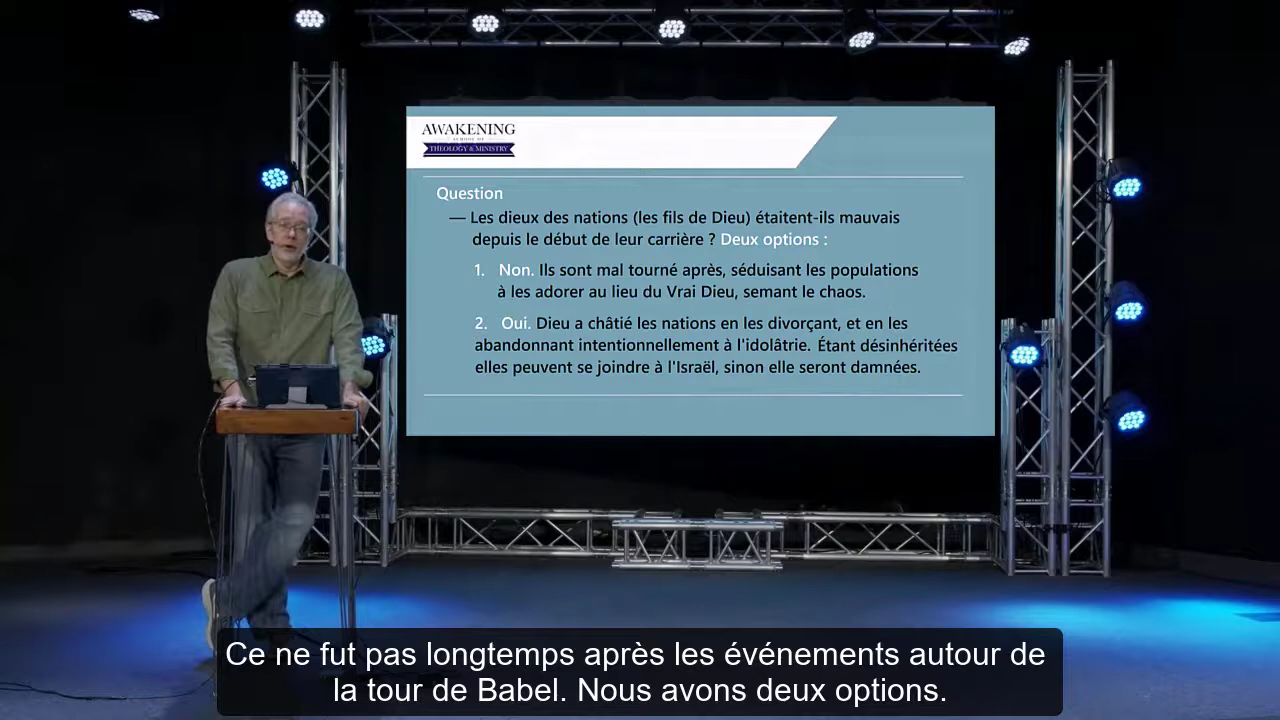 AWAKENING
SCHOOL OF
THEOLOGY & MINISTRY
Question
— Les dieux des nations (les fils de Dieu) étaient-ils mauvais
depuis le début de leur carrière ? Deux options :
1. Non. Ils sont mal tourné après, séduisant les populations
à les adorer au lieu du Vrai Dieu, semant le chaos.
2. Oui. Dieu a châtié les nations en les divorçant, et en les
abandonnant intentionnellement à l'idolâtrie. Étant désinhéritées
elles peuvent se joindre à l'Israël, sinon elle seront damnées.
Ce ne fut pas longtemps après les événements autour de
la tour de Babel. Nous avons deux options.